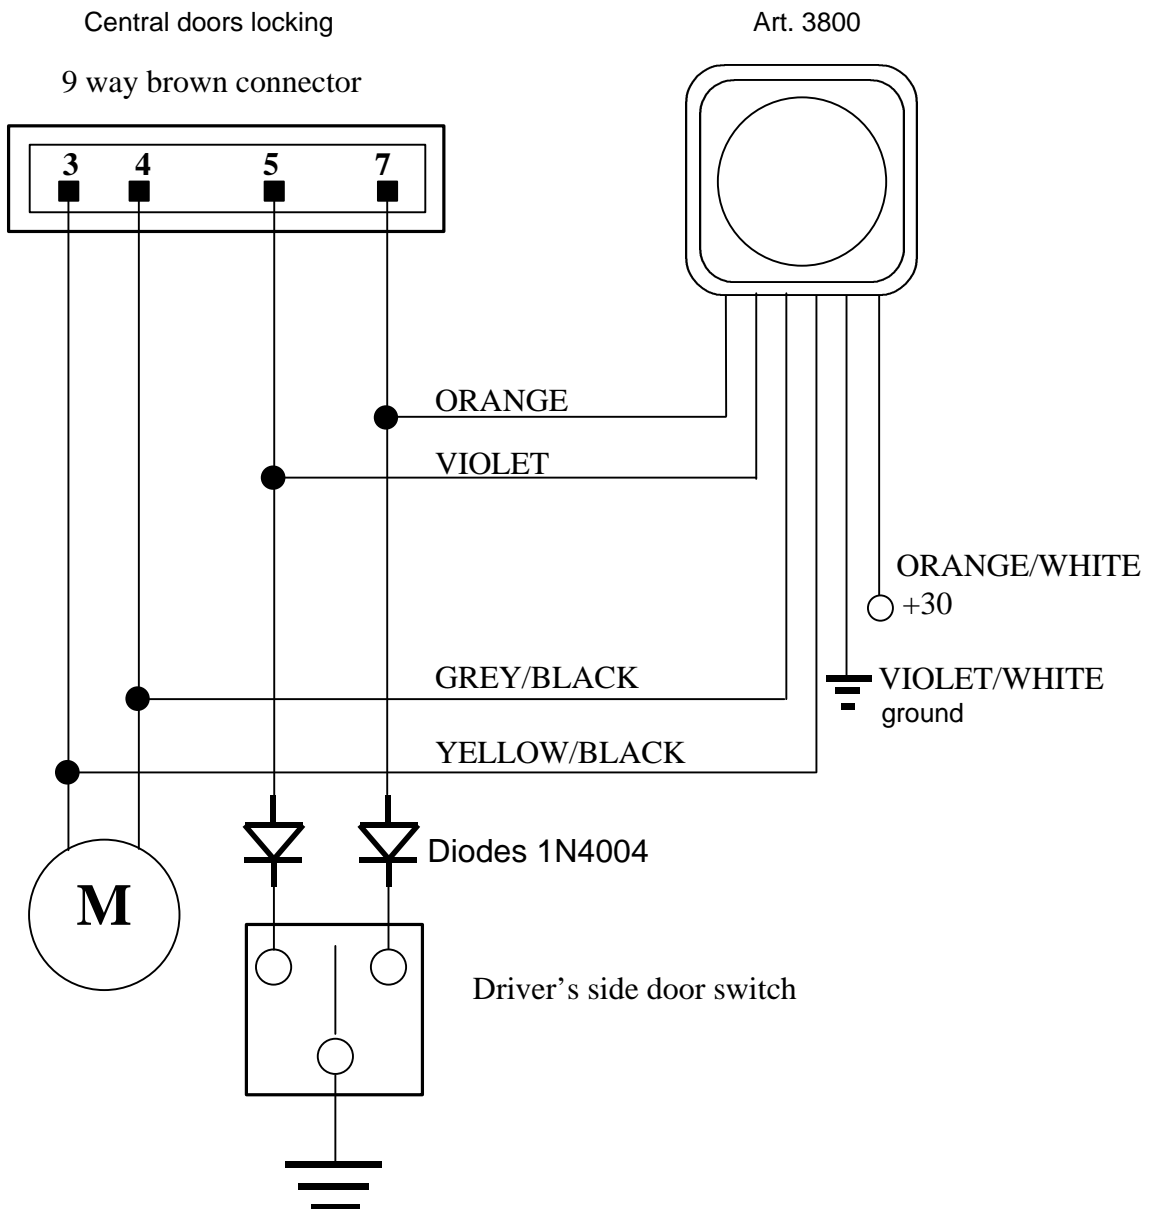 Central doors locking
Art. 3800
9 way brown connector
3 4 5 7
ORANGE
VIOLET
ORANGE/WHITE
+30
GREY/BLACK
VIOLET/WHITE
ground
YELLOW/BLACK
Diodes 1N4004
M
Driver’s side door switch